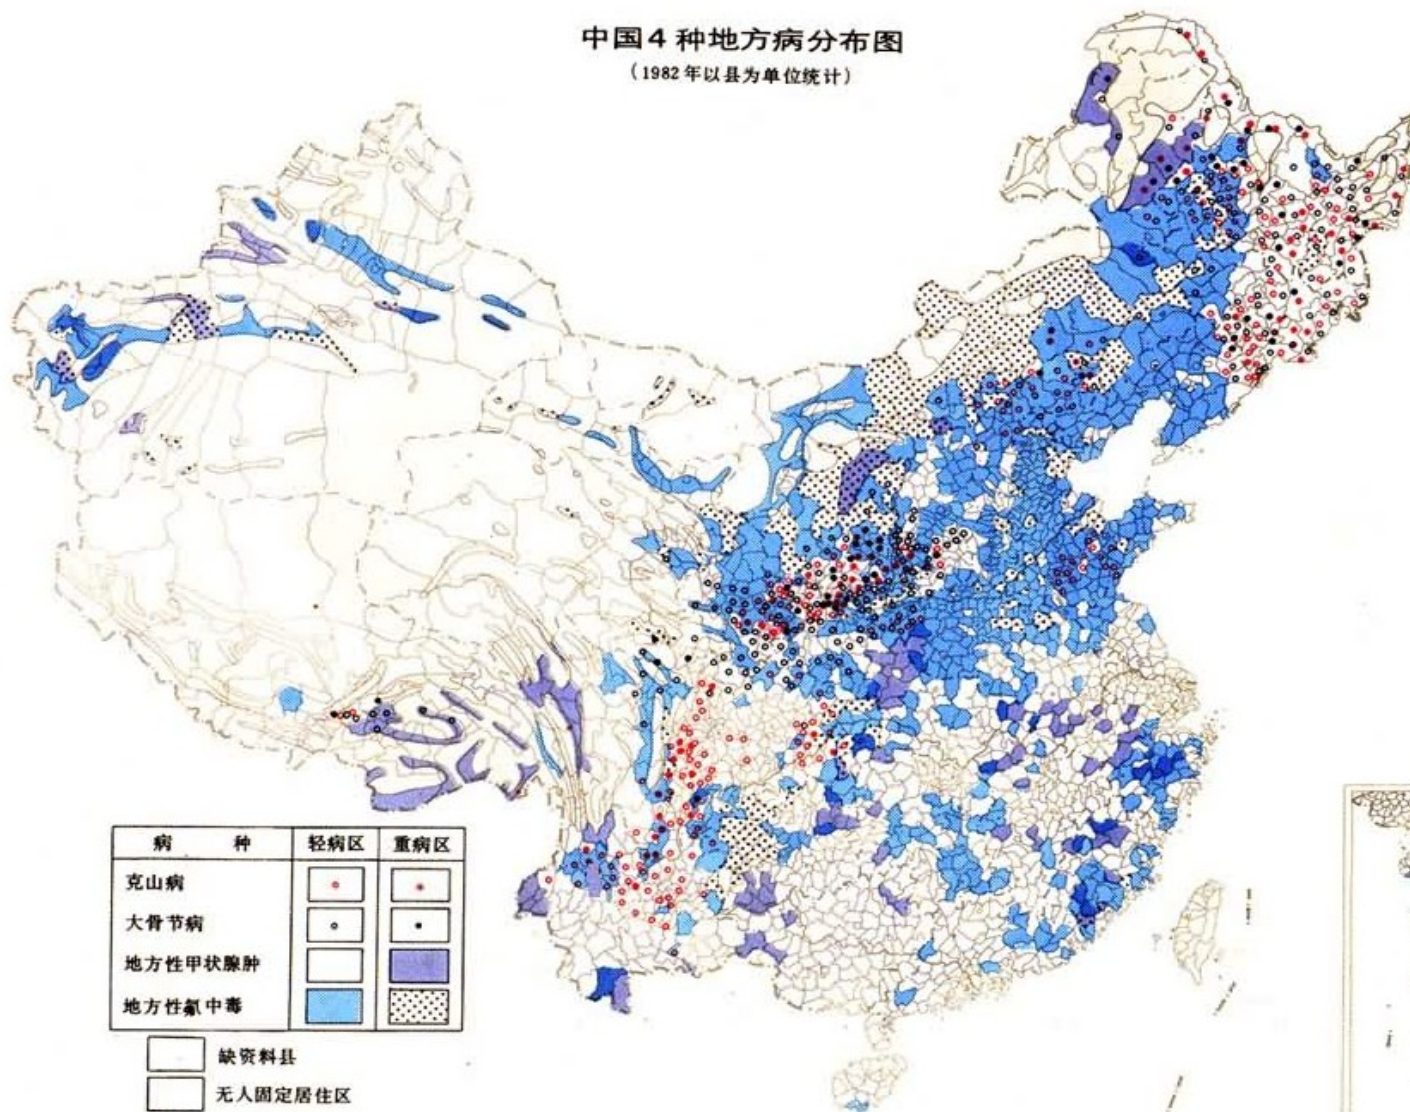 中国4种地方病分布图
(1982年以县为单位统计)
病 种 轻病区 重病区
克山病
大骨节病
地方性甲状腺肿
地方性氟中毒
缺资料县
无人固定居住区